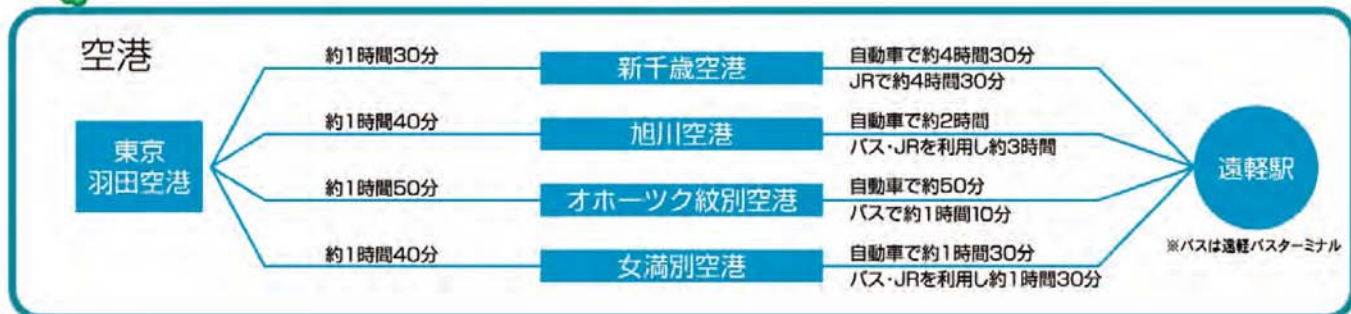 空港
東京
羽田空港
約1時間30分
新千歳空港
自動車で約4時間30分
JRで約4時間30分
約1時間40分
旭川空港
自動車で約2時間
バス・JRを利用し約3時間
約1時間50分
オホーツク紋別空港
自動車で約50分
バスで約1時間10分
約1時間40分
女満別空港
自動車で約1時間30分
バス・JRを利用し約1時間30分
遠軽駅
※バスは遠軽バスターミナル